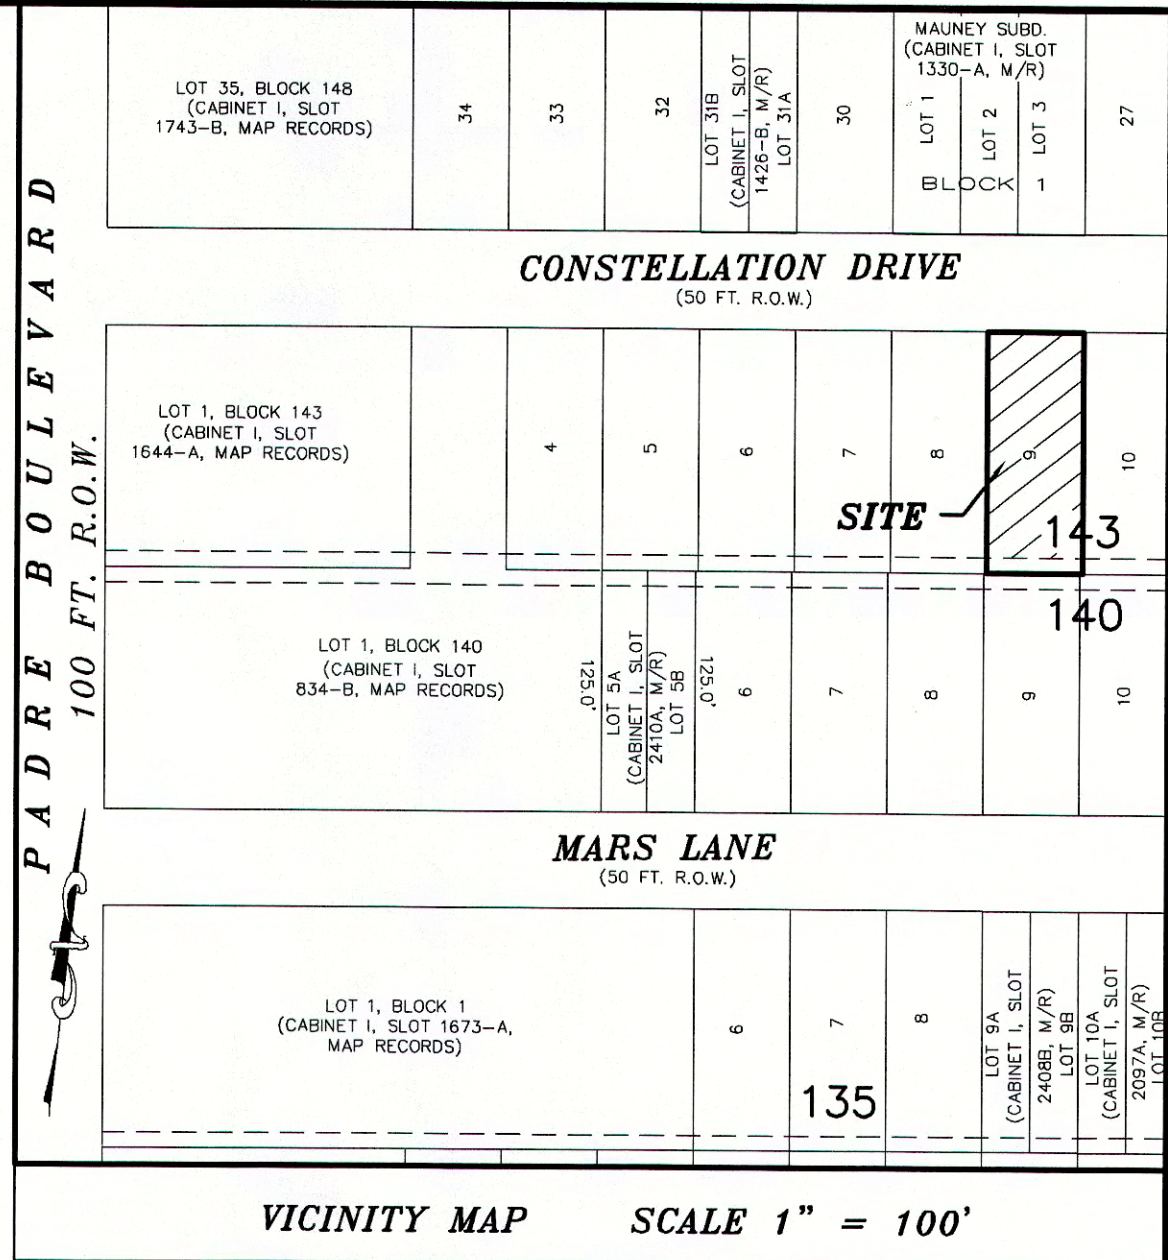 LOT 35, BLOCK 148
(CABINET I, SLOT
1743-B, MAP RECORDS)
34
33
32
LOT 31B
(CABINET I, SLOT
1426-B, M/R)
LOT 31A
30
MAUNEY SUBD.
(CABINET I, SLOT
1330-A, M/R)
LOT 1
LOT 2
LOT 3
BLOCK 1
27
PADRE BOULEVARD
100 FT. R.O.W.
CONSTELLATION DRIVE
(50 FT. R.O.W.)
LOT 1, BLOCK 143
(CABINET I, SLOT
1644-A, MAP RECORDS)
4
5
6
7
8
9
10
SITE
143
140
LOT 1, BLOCK 140
(CABINET I, SLOT
834-B, MAP RECORDS)
125.0'
LOT 5A
(CABINET I, SLOT
2410A, M/R)
LOT 5B
125.0'
6
7
8
9
10
MARS LANE
(50 FT. R.O.W.)
LOT 1, BLOCK 1
(CABINET I, SLOT 1673-A,
MAP RECORDS)
6
7
8
135
LOT 9A
(CABINET I, SLOT
2408B, M/R)
LOT 9B
LOT 10A
(CABINET I, SLOT
2097A, M/R)
LOT 10B
VICINITY MAP SCALE 1" = 100'